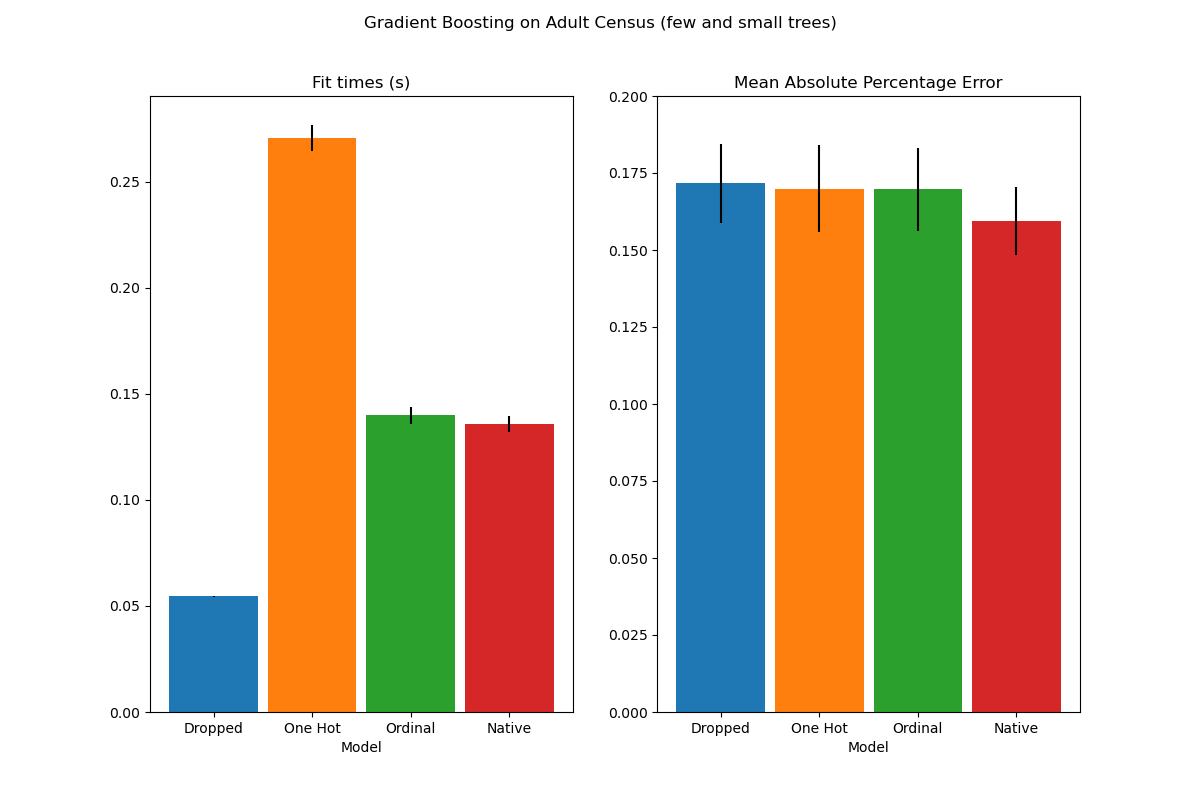 Gradient Boosting on Adult Census (few and small trees)
Fit times (s)
0.25
0.20
0.15
0.10
0.05
0.00
Dropped One Hot Ordinal Native
Model
Mean Absolute Percentage Error
0.200
0.175
0.150
0.125
0.100
0.075
0.050
0.025
0.000
Dropped One Hot Ordinal Native
Model